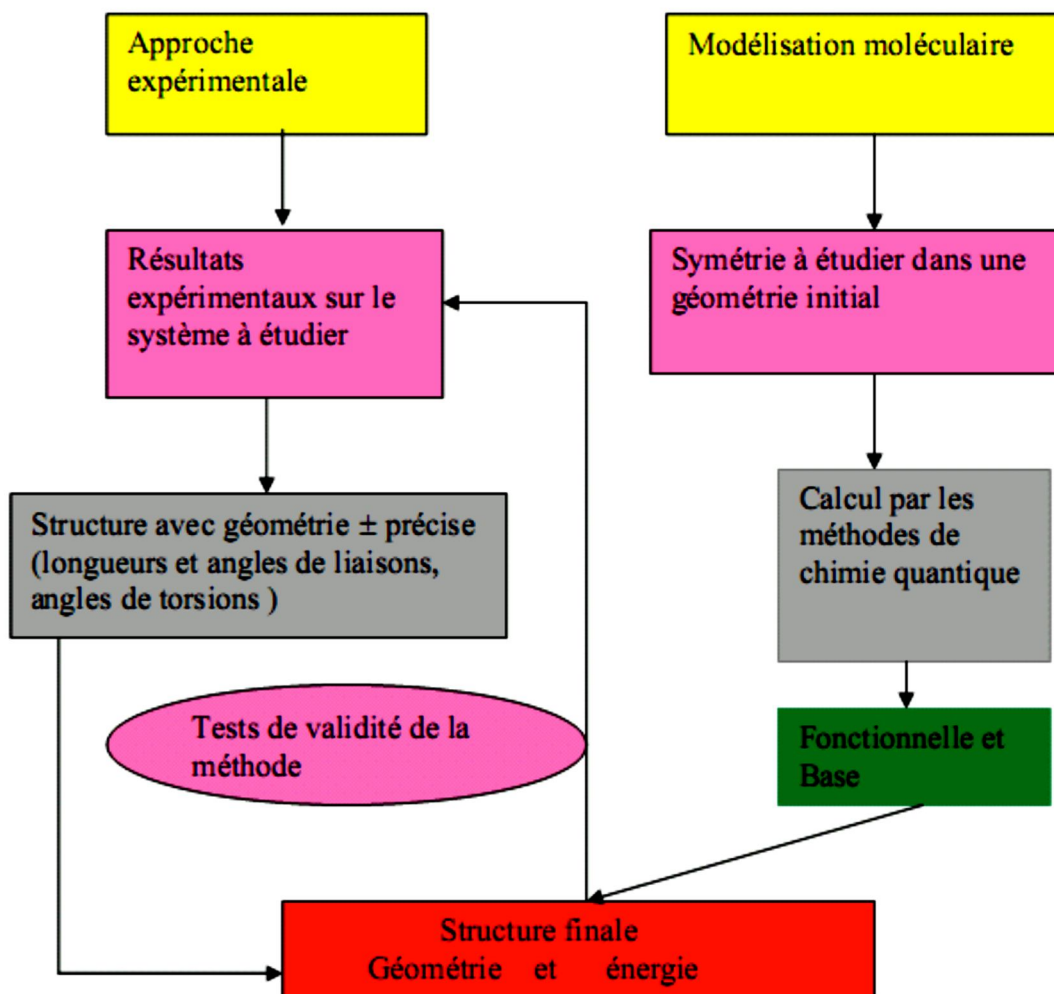 Approche
expérimentale
Modélisation moléculaire
Résultats
expérimentaux sur le
système à étudier
Symétrie à étudier dans une
géométrie initial
Structure avec géométrie ± précise
(longueurs et angles de liaisons,
angles de torsions )
Calcul par les
méthodes de
chimie quantique
Tests de validité de la
méthode
Fonctionnelle et
Base
Structure finale
Géométrie et énergie